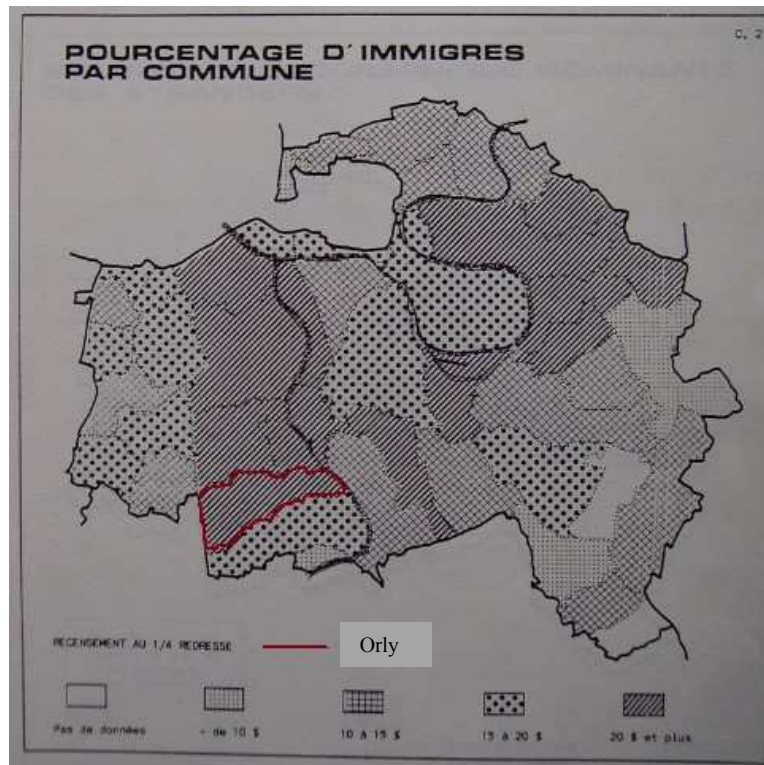 C. 2
POURCENTAGE D'IMMIGRES
PAR COMMUNE
RECENSEMENT AU 1/4 REDRESSE
Orly
Pas de données
- de 10 $
10 à 15 $
15 à 20 $
20 $ et plus